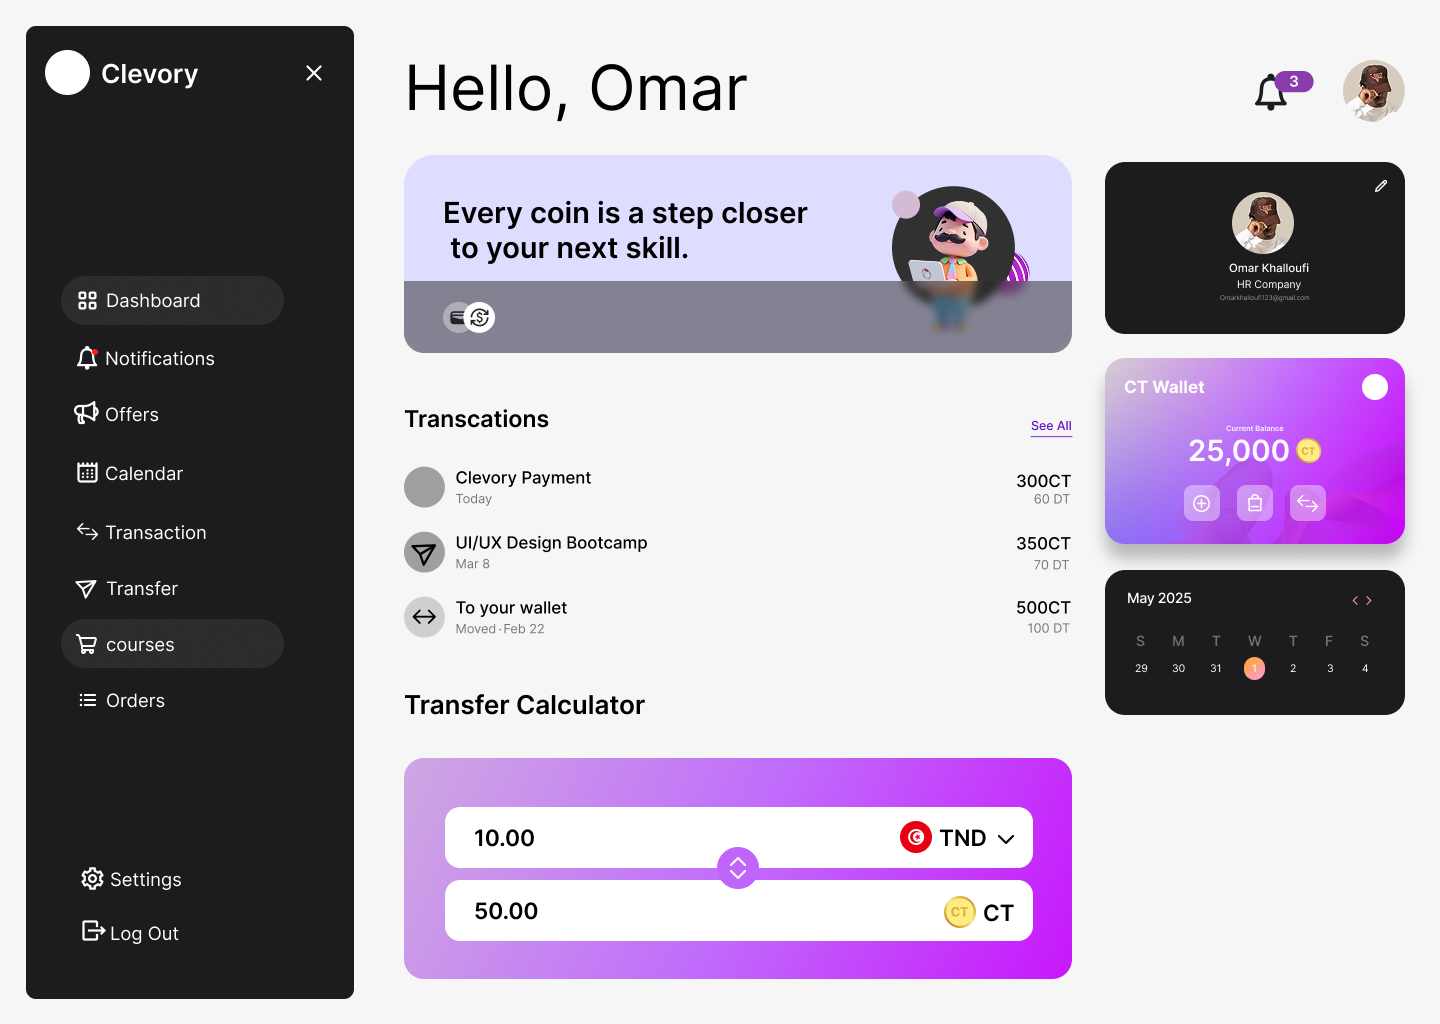 Clevory
Dashboard
Notifications
Offers
Calendar
Transaction
Transfer
courses
Orders
Settings
Log Out
Hello, Omar
3
Every coin is a step closer
to your next skill.
Transcations
See All
Clevory Payment
Today
300CT
60 DT
UI/UX Design Bootcamp
Mar 8
350CT
70 DT
To your wallet
Moved · Feb 22
500CT
100 DT
Transfer Calculator
10.00
TND
50.00
CT CT
Omar Khalloufi
HR Company
Omarkhalloufi123@gmail.com
CT Wallet
Current Balance
25,000 CT
May 2025
S M T W T F S
29 30 31 1 2 3 4